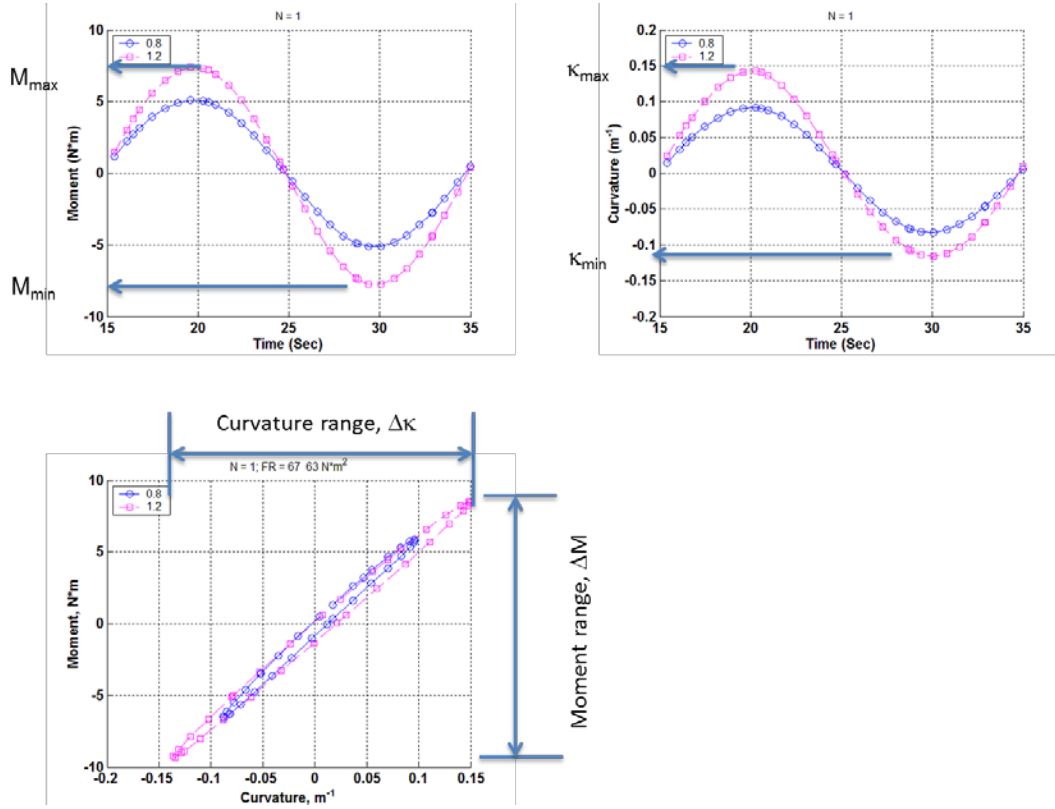 N = 1
10
0.8
1.2
M_max
5
0
Moment (N*m)
-5
M_min
-10
15 20 25 30 35
Time (Sec)
N = 1
0.2
0.8
1.2
κ_max
0.15
0.1
0.05
0
Curvature (m⁻¹)
-0.05
-0.1
κ_min
-0.15
-0.2
15 20 25 30 35
Time (Sec)
Curvature range, Δκ
N = 1; FR = 67 63 N*m²
10
0.8
1.2
5
0
Moment, N*m
-5
-10
-0.2 -0.15 -0.1 -0.05 0 0.05 0.1 0.15
Curvature, m⁻¹
Moment range, ΔM